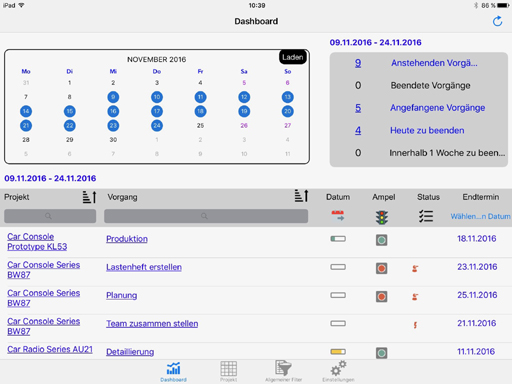 iPad
10:39
86 %
Dashboard
09.11.2016 - 24.11.2016
NOVEMBER 2016
Laden
Mo Di Mi Do Fr Sa So
31 1 2 3 4 5 6
7 8 9 10 11 12 13
14 15 16 17 18 19 20
21 22 23 24 25 26 27
28 29 30 1 2 3 4
5 6 7 8 9 10 11
9 Anstehenden Vorgä...
0 Beendete Vorgänge
5 Angefangene Vorgänge
4 Heute zu beenden
0 Innerhalb 1 Woche zu been...
09.11.2016 - 24.11.2016
Projekt Vorgang Datum Ampel Status Endtermin
Wählen...n Datum
Car Console
Prototype KL53
Produktion
18.11.2016
Car Console Series
BW87
Lastenheft erstellen
23.11.2016
Car Console Series
BW87
Planung
25.11.2016
Car Console Series
BW87
Team zusammen stellen
21.11.2016
Car Radio Series AU21
Detaillierung
11.11.2016
Dashboard Projekt Allgemeiner Filter Einstellungen